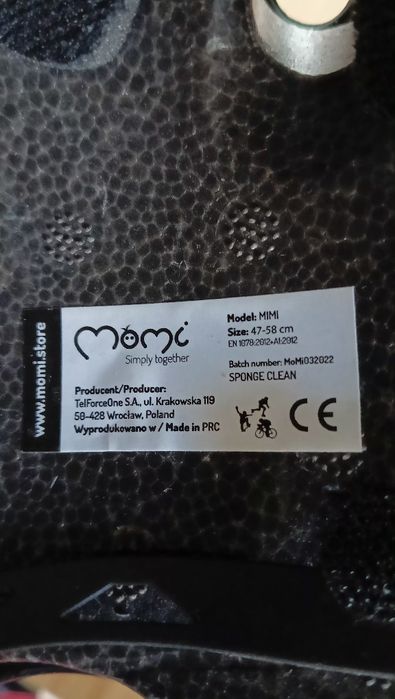 www.momi.store
momi
Simply together
Producent/Producer:
TelForceOne S.A., ul. Krakowska 119
50-428 Wrocław, Poland
Wyprodukowano w / Made in PRC
Model: MIMI
Size: 47-58 cm
EN 1078:2012+A1:2012
Batch number: MoMi032022
SPONGE CLEAN
CE